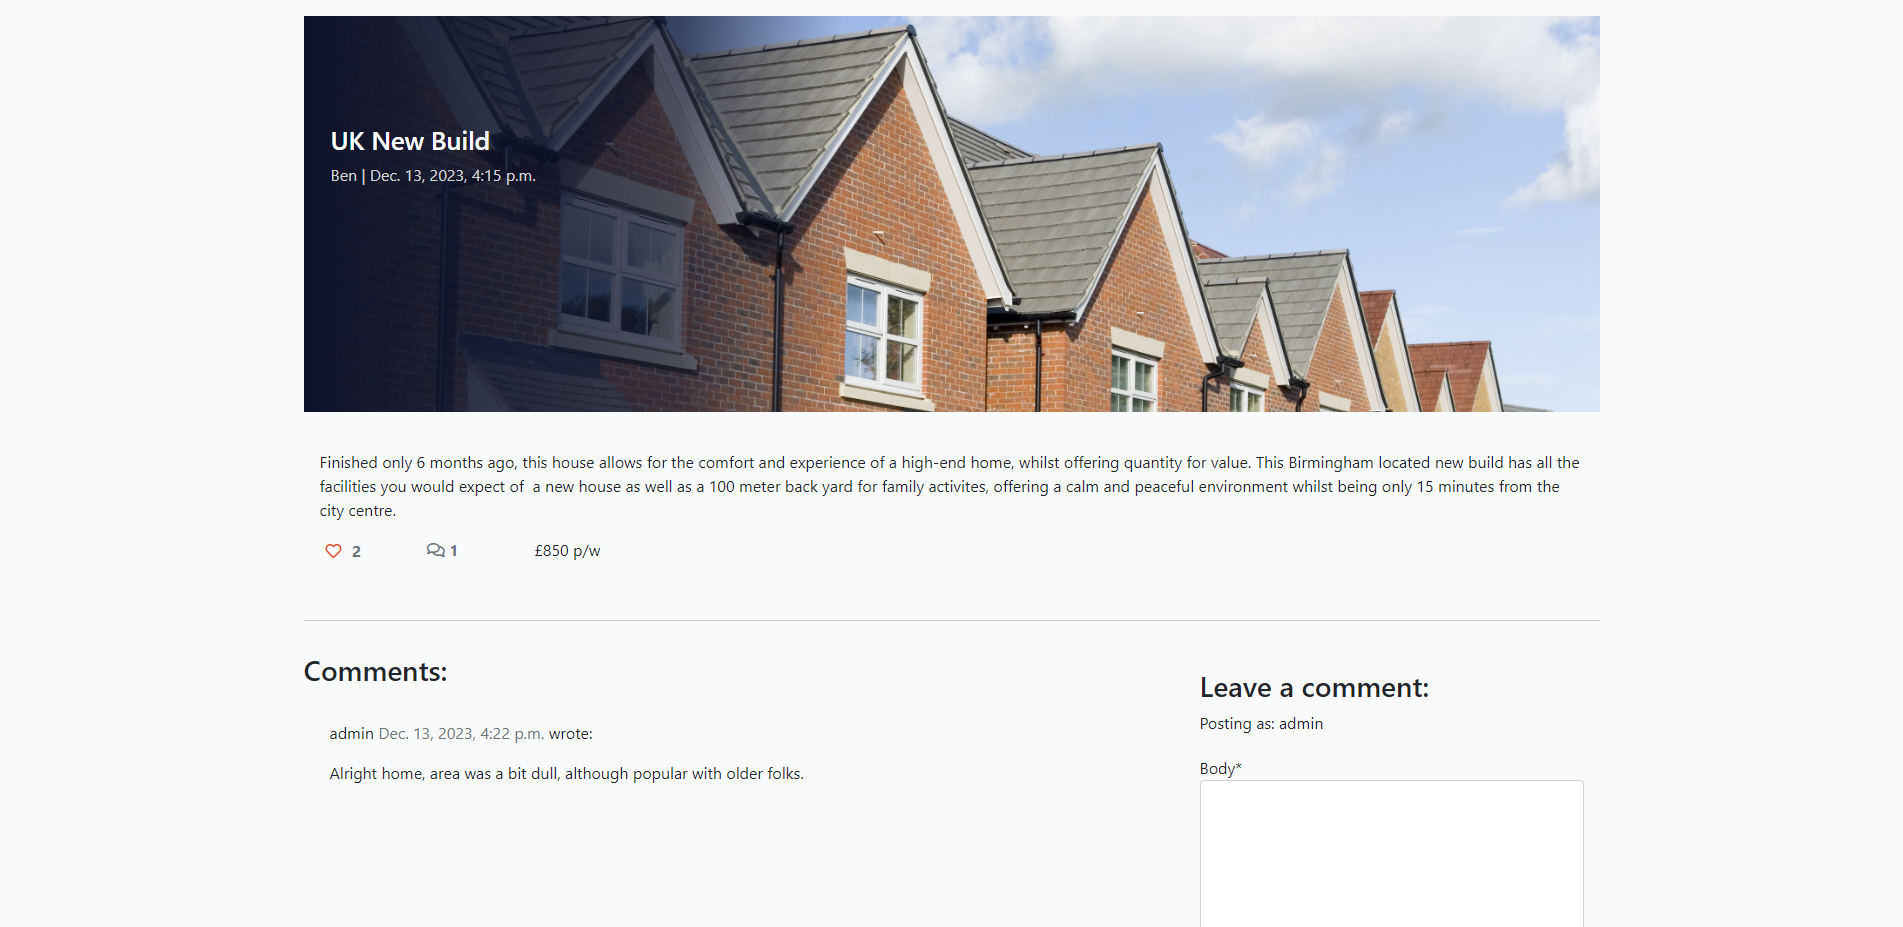 UK New Build
Ben | Dec. 13, 2023, 4:15 p.m.
Finished only 6 months ago, this house allows for the comfort and experience of a high-end home, whilst offering quantity for value. This Birmingham located new build has all the
facilities you would expect of  a new house as well as a 100 meter back yard for family activites, offering a calm and peaceful environment whilst being only 15 minutes from the
city centre.
2 1 £850 p/w
Comments:
admin Dec. 13, 2023, 4:22 p.m. wrote:
Alright home, area was a bit dull, although popular with older folks.
Leave a comment:
Posting as: admin
Body*